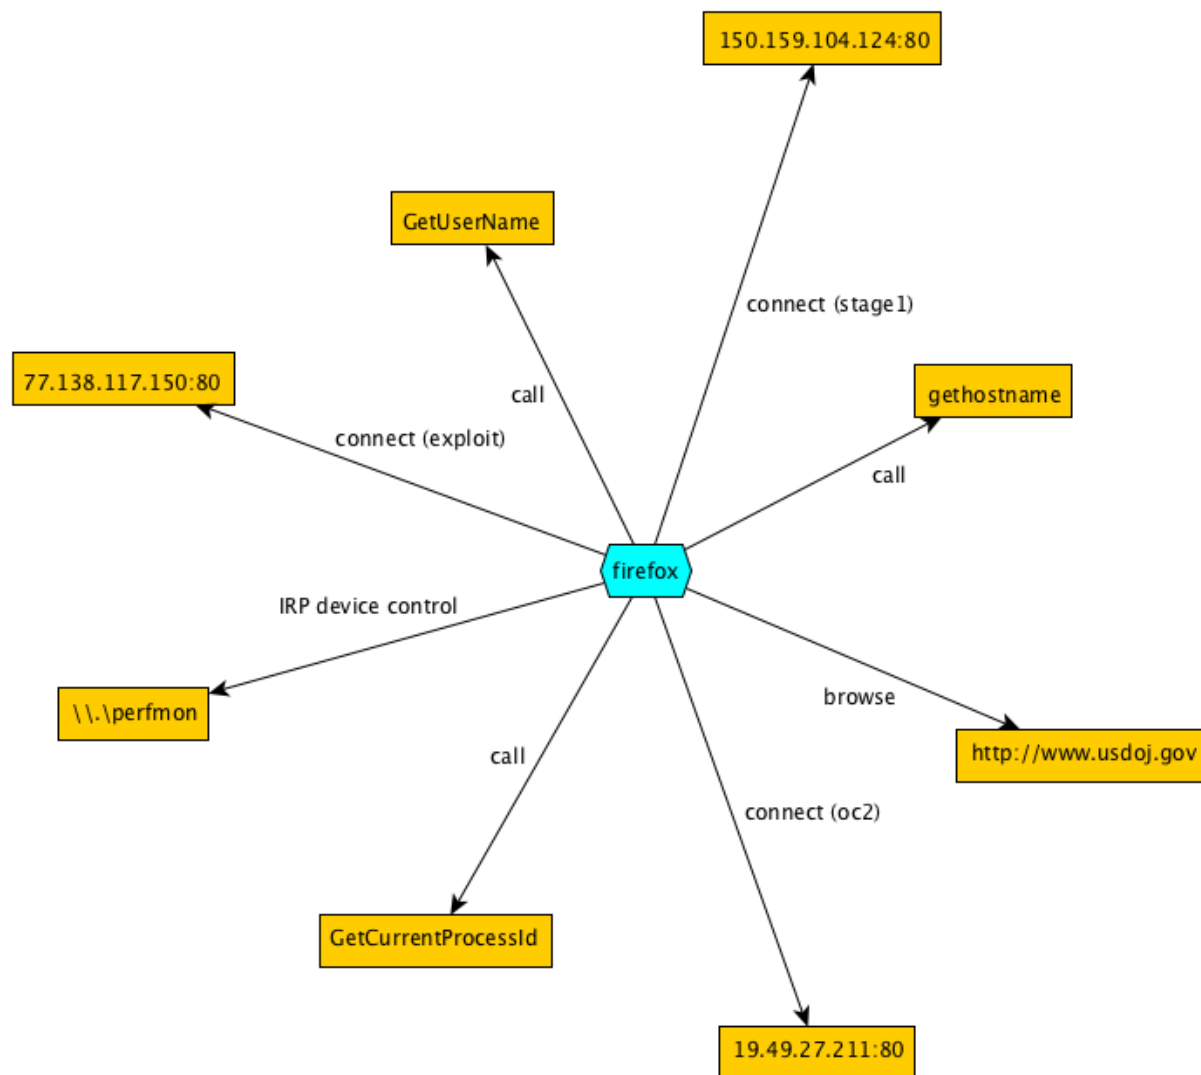 150.159.104.124:80
GetUserName
connect (stage1)
77.138.117.150:80
gethostname
call
connect (exploit)
call
firefox
IRP device control
browse
\\.\perfmon
http://www.usdoj.gov
call
connect (oc2)
GetCurrentProcessId
19.49.27.211:80